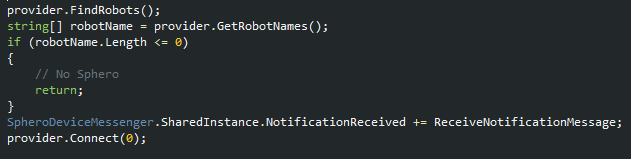 provider.FindRobots();
string[] robotName = provider.GetRobotNames();
if (robotName.Length <= 0)
{
// No Sphero
return;
}
SpheroDeviceMessenger.SharedInstance.NotificationReceived += ReceiveNotificationMessage;
provider.Connect(0);